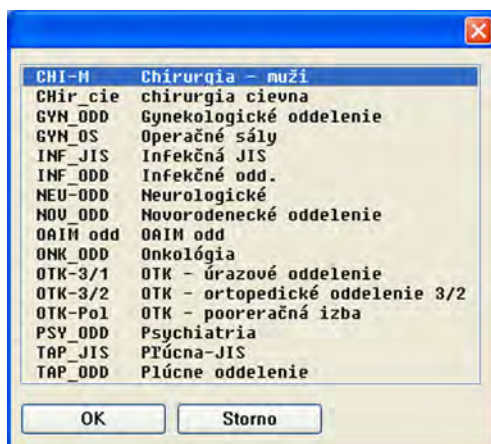 CHI-M Chirurgia - muži
CHir_cie chirurgia cievna
GYN_ODD Gynekologické oddelenie
GYN_OS Operačné sály
INF_JIS Infekčná JIS
INF_ODD Infekčné odd.
NEU-ODD Neurologické
NOV_ODD Novorodenecké oddelenie
OAIM odd OAIM odd
ONK_ODD Onkológia
OTK-3/1 OTK - úrazové oddelenie
OTK-3/2 OTK - ortopedické oddelenie 3/2
OTK-Pol OTK - pooreračná izba
PSY_ODD Psychiatria
TAP_JIS Pľúcna-JIS
TAP_ODD Plúcne oddelenie
OK Storno